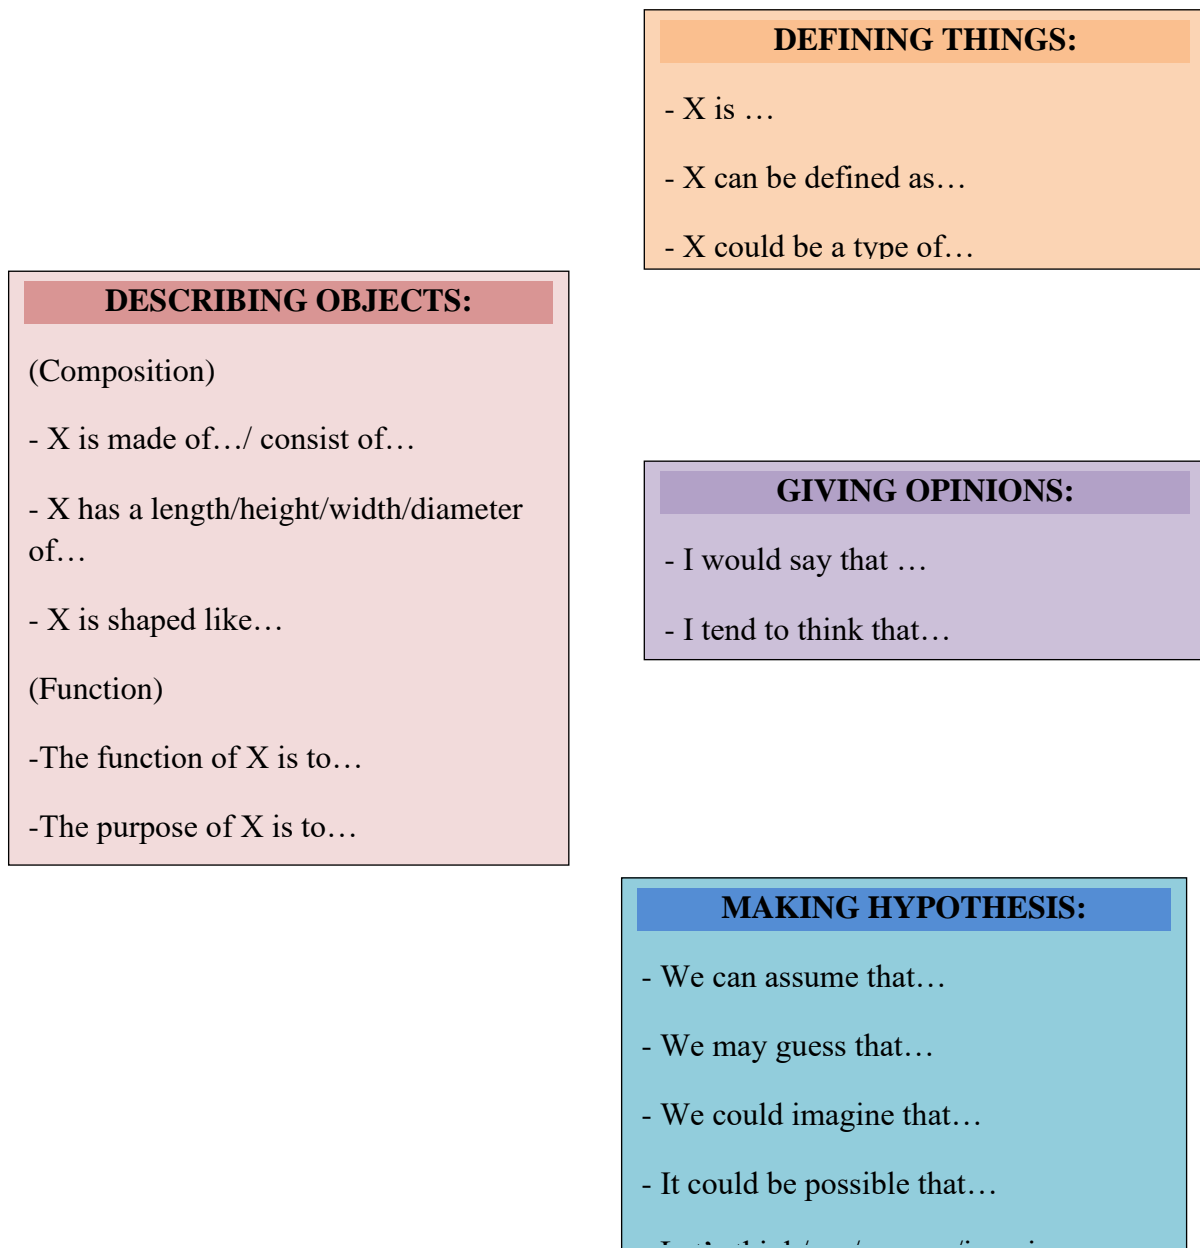 DEFINING THINGS:
- X is …
- X can be defined as…
- X could be a type of…
DESCRIBING OBJECTS:
(Composition)
- X is made of…/ consist of…
- X has a length/height/width/diameter
of…
- X is shaped like…
(Function)
-The function of X is to…
-The purpose of X is to…
GIVING OPINIONS:
- I would say that …
- I tend to think that…
MAKING HYPOTHESIS:
- We can assume that…
- We may guess that…
- We could imagine that…
- It could be possible that…